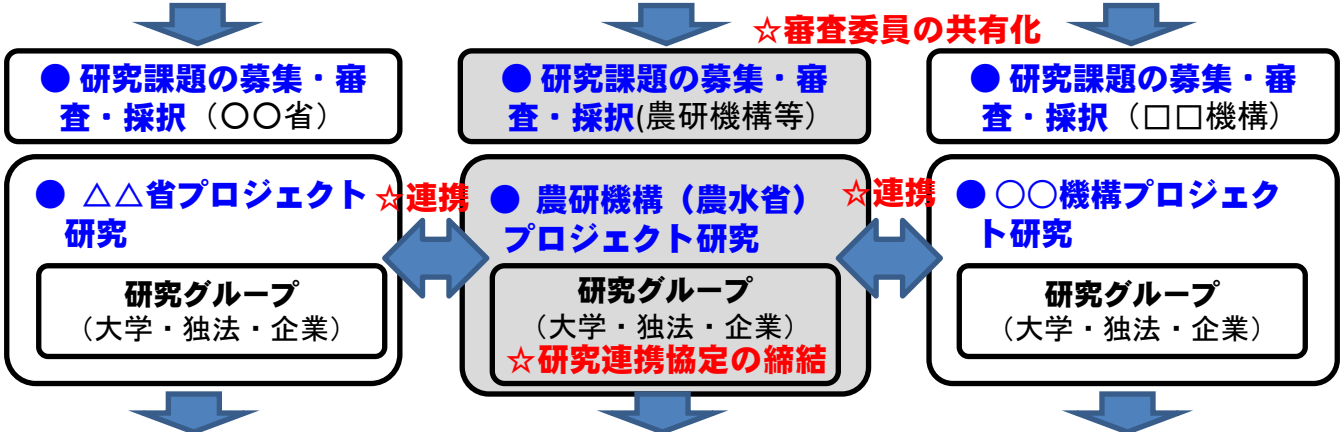 ☆審査委員の共有化
● 研究課題の募集・審
査・採択（〇〇省）
● 研究課題の募集・審
査・採択(農研機構等）
● 研究課題の募集・審
査・採択（□□機構）
● △△省プロジェクト
研究
研究グループ
（大学・独法・企業）
☆連携
● 農研機構（農水省）
プロジェクト研究
研究グループ
（大学・独法・企業）
☆研究連携協定の締結
☆連携
● 〇〇機構プロジェク
ト研究
研究グループ
（大学・独法・企業）